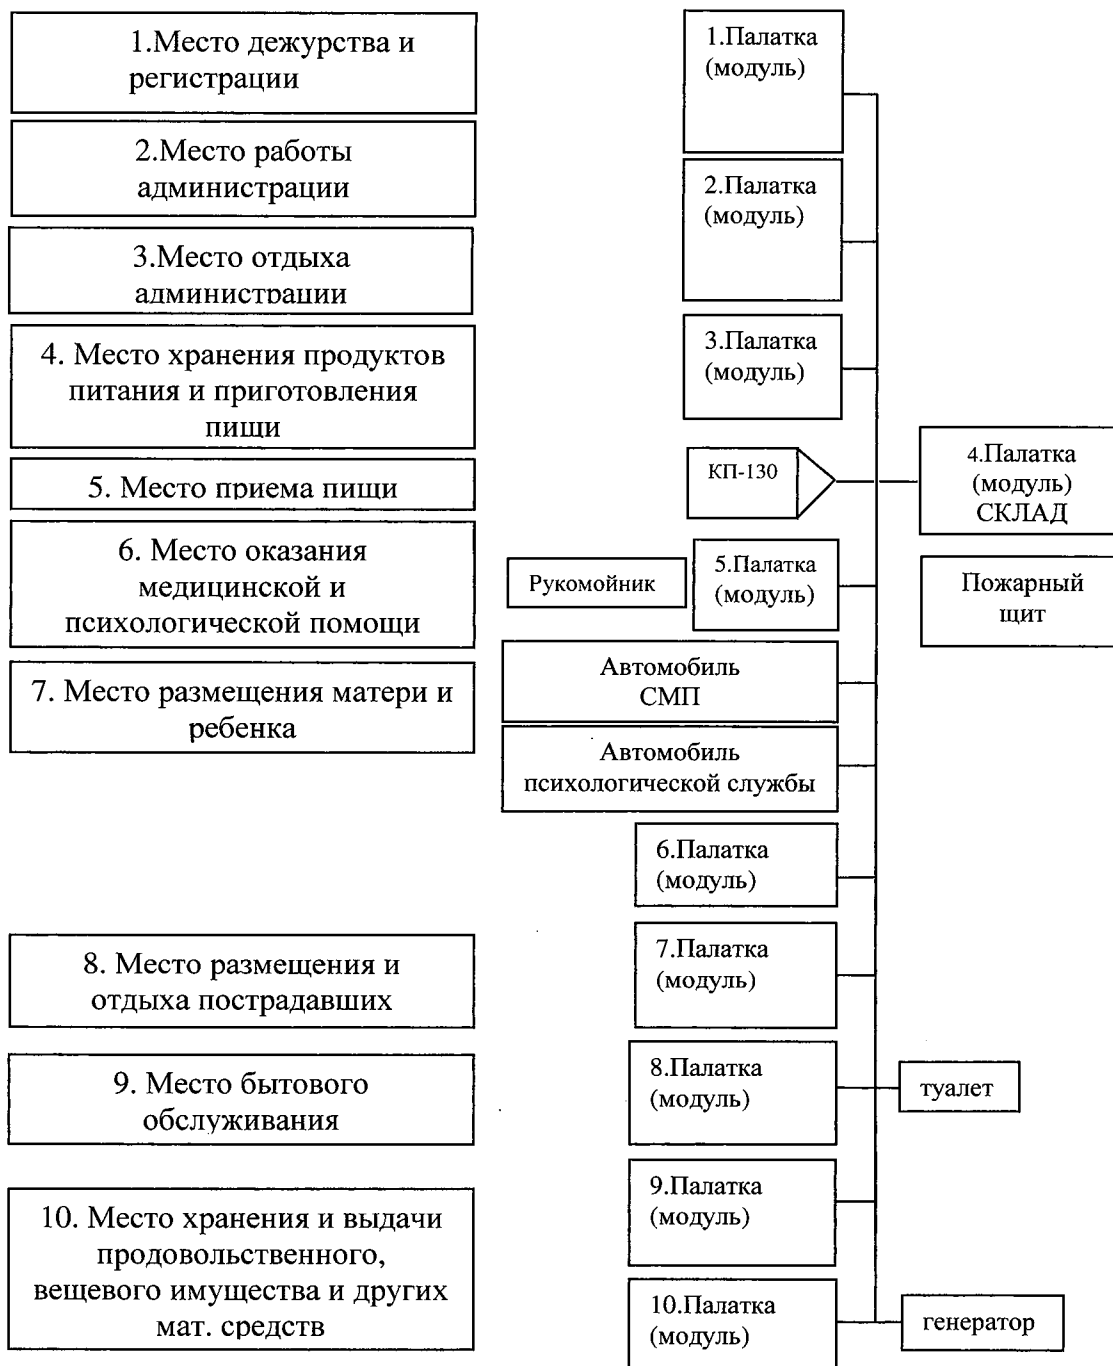 1.Место дежурства и
регистрации
2.Место работы
администрации
3.Место отдыха
администрации
4. Место хранения продуктов
питания и приготовления
пищи
5. Место приема пищи
6. Место оказания
медицинской и
психологической помощи
7. Место размещения матери и
ребенка
8. Место размещения и
отдыха пострадавших
9. Место бытового
обслуживания
10. Место хранения и выдачи
продовольственного,
вещевого имущества и других
мат. средств
1.Палатка
(модуль)
2.Палатка
(модуль)
3.Палатка
(модуль)
КП-130
4.Палатка
(модуль)
СКЛАД
Рукомойник
5.Палатка
(модуль)
Пожарный
щит
Автомобиль
СМП
Автомобиль
психологической службы
6.Палатка
(модуль)
7.Палатка
(модуль)
8.Палатка
(модуль)
туалет
9.Палатка
(модуль)
10.Палатка
(модуль)
генератор